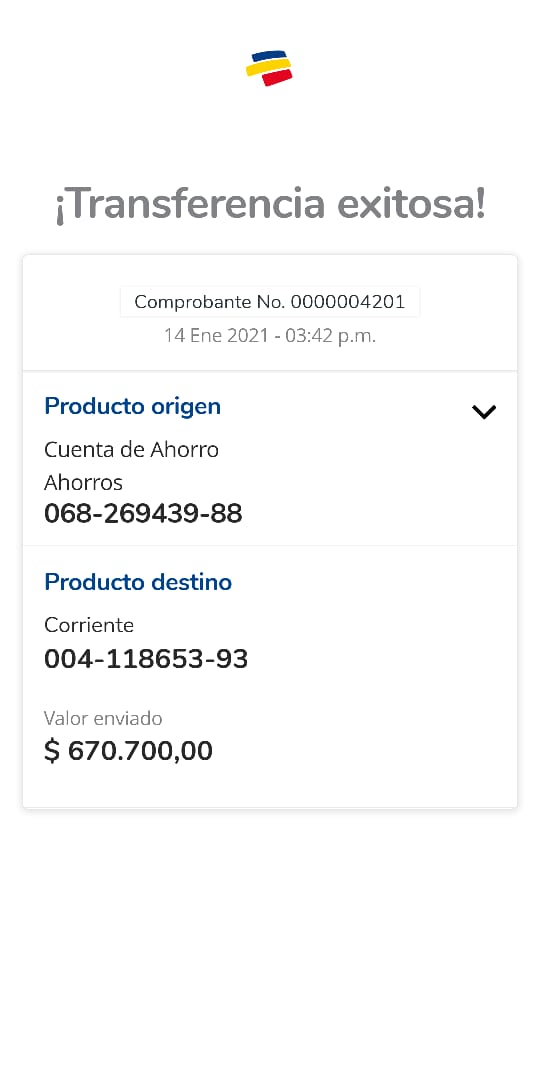 ¡Transferencia exitosa!
Comprobante No. 0000004201
14 Ene 2021 - 03:42 p.m.
Producto origen
Cuenta de Ahorro
Ahorros
068-269439-88
Producto destino
Corriente
004-118653-93
Valor enviado
$ 670.700,00